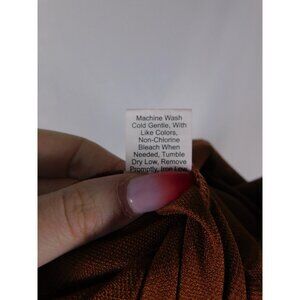 Machine Wash
Cold Gentle, With
Like Colors,
Non-Chlorine
Bleach When
Needed, Tumble
Dry Low, Remove
Promptly, Iron Low